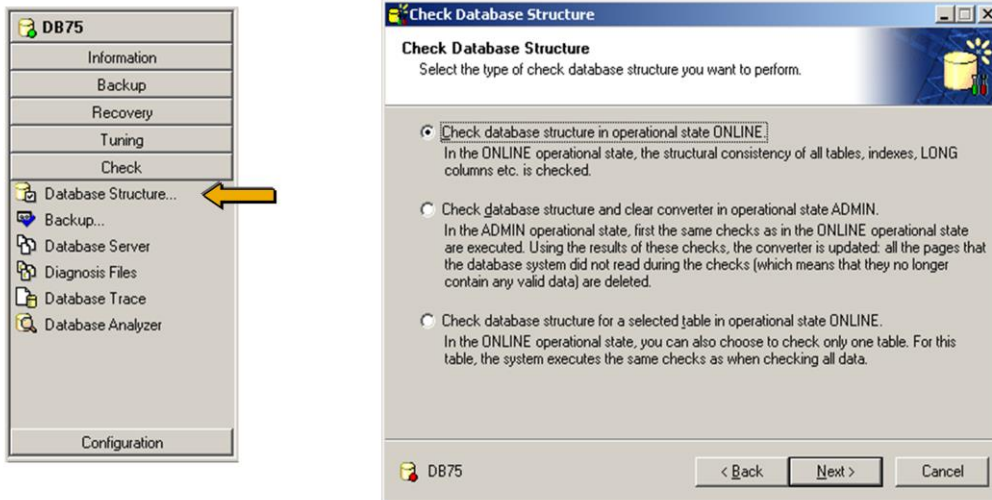 DB75
Information
Backup
Recovery
Tuning
Check
Database Structure...
Backup...
Database Server
Diagnosis Files
Database Trace
Database Analyzer
Configuration
Check Database Structure
Check Database Structure
Select the type of check database structure you want to perform.
Check database structure in operational state ONLINE.
In the ONLINE operational state, the structural consistency of all tables, indexes, LONG
columns etc. is checked.
Check database structure and clear converter in operational state ADMIN.
In the ADMIN operational state, first the same checks as in the ONLINE operational state
are executed. Using the results of these checks, the converter is updated: all the pages that
the database system did not read during the checks (which means that they no longer
contain any valid data) are deleted.
Check database structure for a selected table in operational state ONLINE.
In the ONLINE operational state, you can also choose to check only one table. For this
table, the system executes the same checks as when checking all data.
DB75
< Back
Next >
Cancel